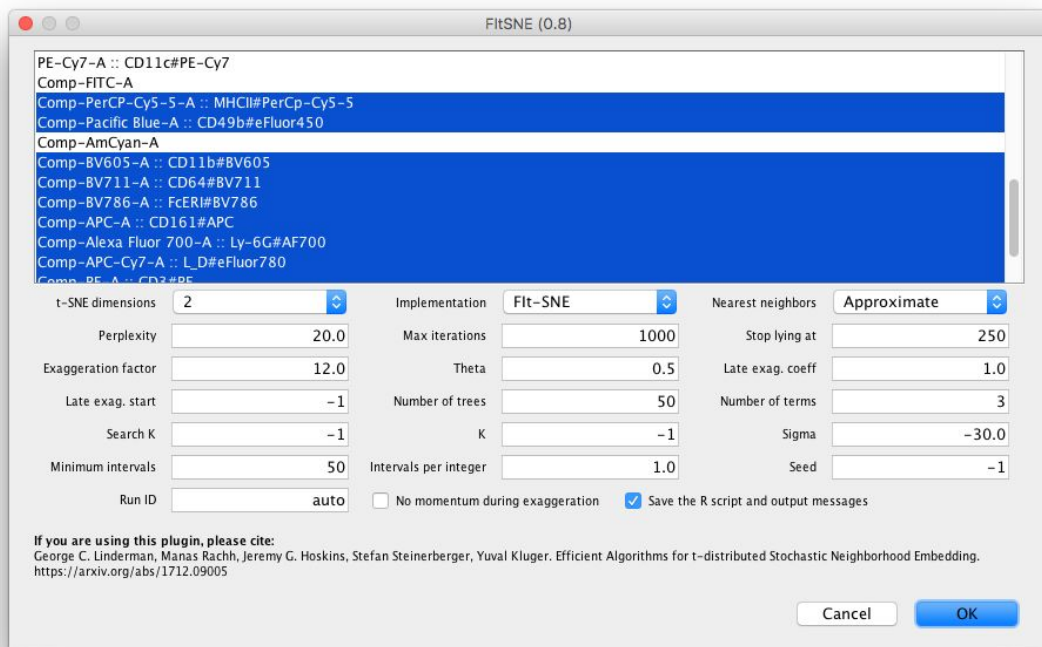 FItSNE (0.8)
PE-Cy7-A :: CD11c#PE-Cy7
Comp-FITC-A
Comp-PerCP-Cy5-5-A :: MHCII#PerCp-Cy5-5
Comp-Pacific Blue-A :: CD49b#eFluor450
Comp-AmCyan-A
Comp-BV605-A :: CD11b#BV605
Comp-BV711-A :: CD64#BV711
Comp-BV786-A :: FcERI#BV786
Comp-APC-A :: CD161#APC
Comp-Alexa Fluor 700-A :: Ly-6G#AF700
Comp-APC-Cy7-A :: L_D#eFluor780
Comp-PE-A :: CD3#PE
t-SNE dimensions 2 Implementation FIt-SNE Nearest neighbors Approximate
Perplexity 20.0 Max iterations 1000 Stop lying at 250
Exaggeration factor 12.0 Theta 0.5 Late exag. coeff 1.0
Late exag. start -1 Number of trees 50 Number of terms 3
Search K -1 K -1 Sigma -30.0
Minimum intervals 50 Intervals per integer 1.0 Seed -1
Run ID auto No momentum during exaggeration Save the R script and output messages
If you are using this plugin, please cite:
George C. Linderman, Manas Rachh, Jeremy G. Hoskins, Stefan Steinerberger, Yuval Kluger. Efficient Algorithms for t-distributed Stochastic Neighborhood Embedding.
https://arxiv.org/abs/1712.09005
Cancel OK